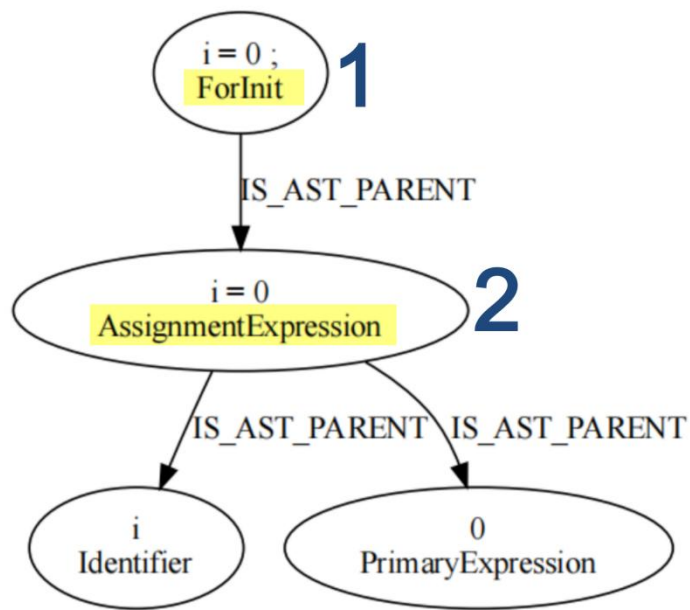 i = 0 ;
ForInit
1
IS_AST_PARENT
i = 0
AssignmentExpression
2
IS_AST_PARENT
IS_AST_PARENT
i
Identifier
0
PrimaryExpression